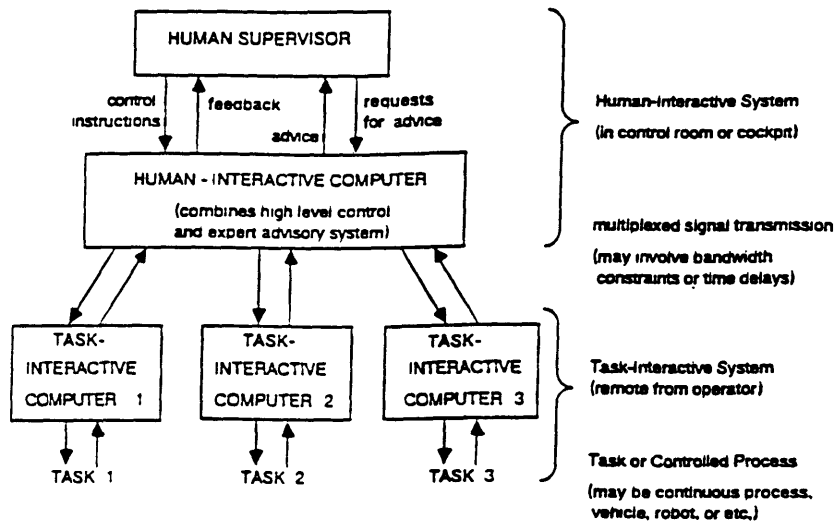 HUMAN SUPERVISOR
control
instructions
feedback
advice
requests
for advice
HUMAN - INTERACTIVE COMPUTER
(combines high level control
and expert advisory system)
TASK-
INTERACTIVE
COMPUTER 1
TASK-
INTERACTIVE
COMPUTER 2
TASK-
INTERACTIVE
COMPUTER 3
TASK 1
TASK 2
TASK 3
Human-Interactive System
(in control room or cockpit)
multiplexed signal transmission
(may involve bandwidth
constraints or time delays)
Task-Interactive System
(remote from operator)
Task or Controlled Process
(may be continuous process,
vehicle, robot, or etc,)